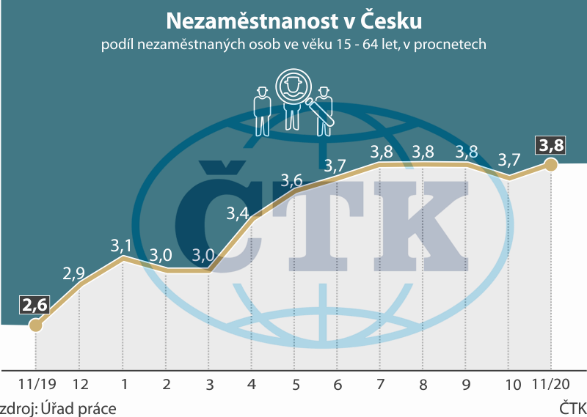 Nezaměstnanost v Česku
podíl nezaměstnaných osob ve věku 15 - 64 let, v procnetech
2,6
2,9
3,1
3,0
3,0
3,4
3,6
3,7
3,8
3,8
3,8
3,7
3,8
ČTK
11/19 12 1 2 3 4 5 6 7 8 9 10 11/20
zdroj: Úřad práce ČTK